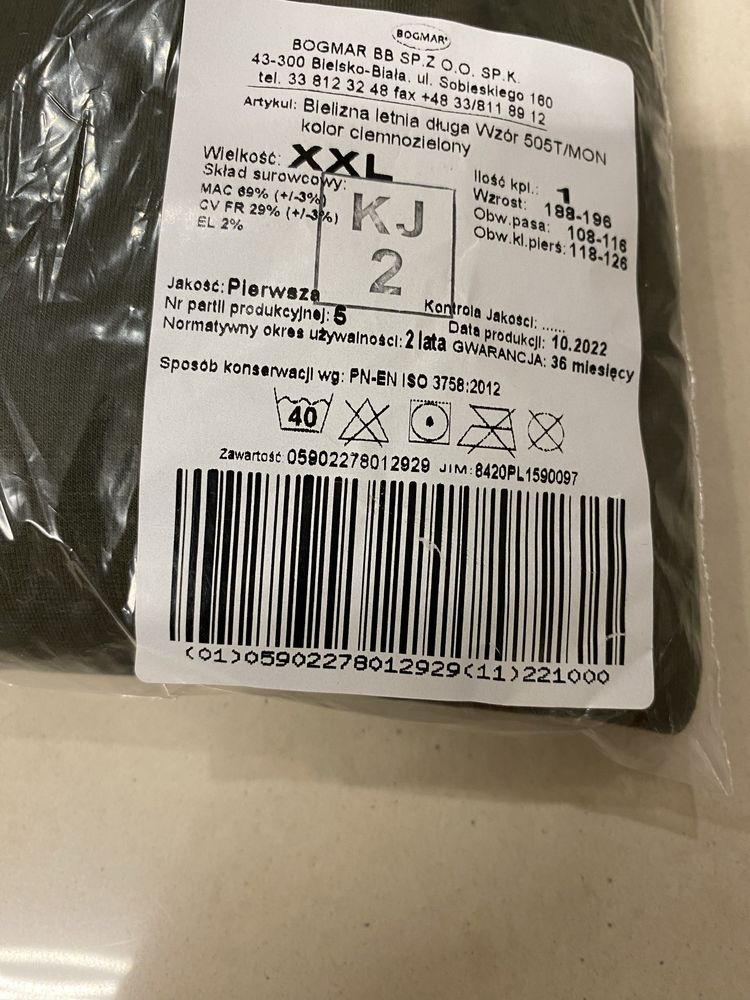 BOGMAR
BOGMAR BB SP.Z O.O. SP.K.
43-300 Bielsko-Biała, ul. Sobieskiego 160
tel. 33 812 32 48 fax +48 33/811 89 12
Artykuł: Bielizna letnia długa Wzór 505T/MON
kolor ciemnozielony
Wielkość: XXL
Skład surowcowy:
MAC 69% (+/-3%)
CV FR 29% (+/-3%)
EL 2%
KJ
2
Ilość kpl.: 1
Wzrost: 188-196
Obw.pasa: 108-116
Obw.kl.pierś: 118-126
Jakość: Pierwsza
Kontrola Jakości: ......
Nr partii produkcyjnej: 5
Data produkcji: 10.2022
Normatywny okres używalności: 2 lata GWARANCJA: 36 miesięcy
Sposób konserwacji wg: PN-EN ISO 3758:2012
40
Zawartość 05902278012929 JIM: 8420PL1590097
(01)05902278012929(11)221000